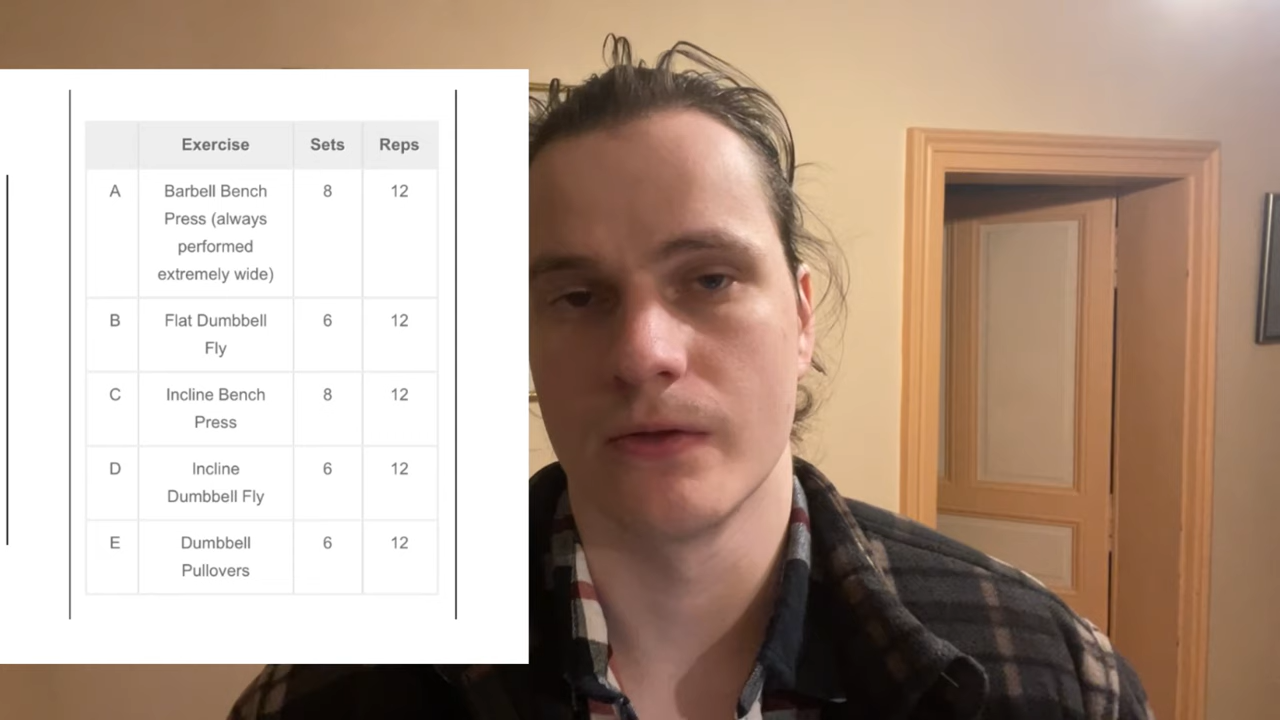 Exercise Sets Reps
A Barbell Bench 8 12
Press (always
performed
extremely wide)
B Flat Dumbbell 6 12
Fly
C Incline Bench 8 12
Press
D Incline 6 12
Dumbbell Fly
E Dumbbell 6 12
Pullovers